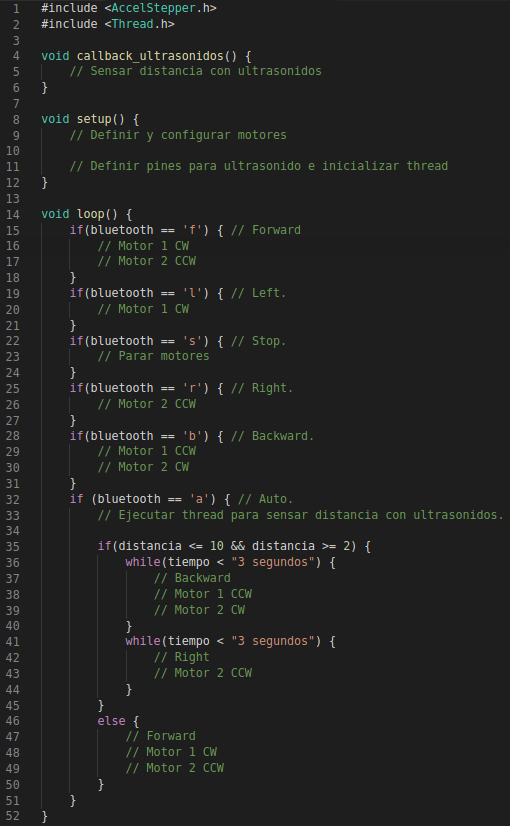 1 #include <AccelStepper.h>
2 #include <Thread.h>
3
4 void callback_ultrasonidos() {
5     // Sensar distancia con ultrasonidos
6 }
7
8 void setup() {
9     // Definir y configurar motores
10
11     // Definir pines para ultrasonido e inicializar thread
12 }
13
14 void loop() {
15     if(bluetooth == 'f') { // Forward
16         // Motor 1 CW
17         // Motor 2 CCW
18     }
19     if(bluetooth == 'l') { // Left.
20         // Motor 1 CW
21     }
22     if(bluetooth == 's') { // Stop.
23         // Parar motores
24     }
25     if(bluetooth == 'r') { // Right.
26         // Motor 2 CCW
27     }
28     if(bluetooth == 'b') { // Backward.
29         // Motor 1 CCW
30         // Motor 2 CW
31     }
32     if (bluetooth == 'a') { // Auto.
33         // Ejecutar thread para sensar distancia con ultrasonidos.
34
35         if(distancia <= 10 && distancia >= 2) {
36             while(tiempo < "3 segundos") {
37                 // Backward
38                 // Motor 1 CCW
39                 // Motor 2 CW
40             }
41             while(tiempo < "3 segundos") {
42                 // Right
43                 // Motor 2 CCW
44             }
45         }
46         else {
47             // Forward
48             // Motor 1 CW
49             // Motor 2 CCW
50         }
51     }
52 }